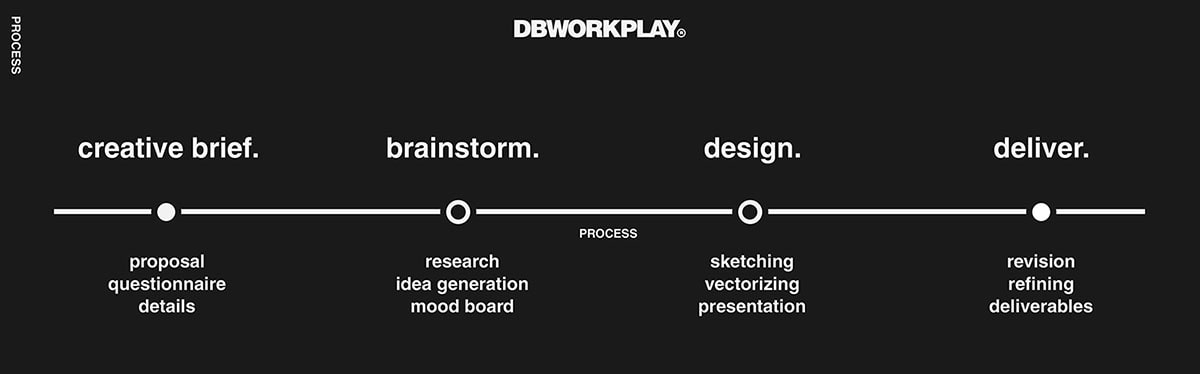 PROCESS
DBWORKPLAY®
creative brief.
brainstorm.
design.
deliver.
PROCESS
proposal
questionnaire
details
research
idea generation
mood board
sketching
vectorizing
presentation
revision
refining
deliverables